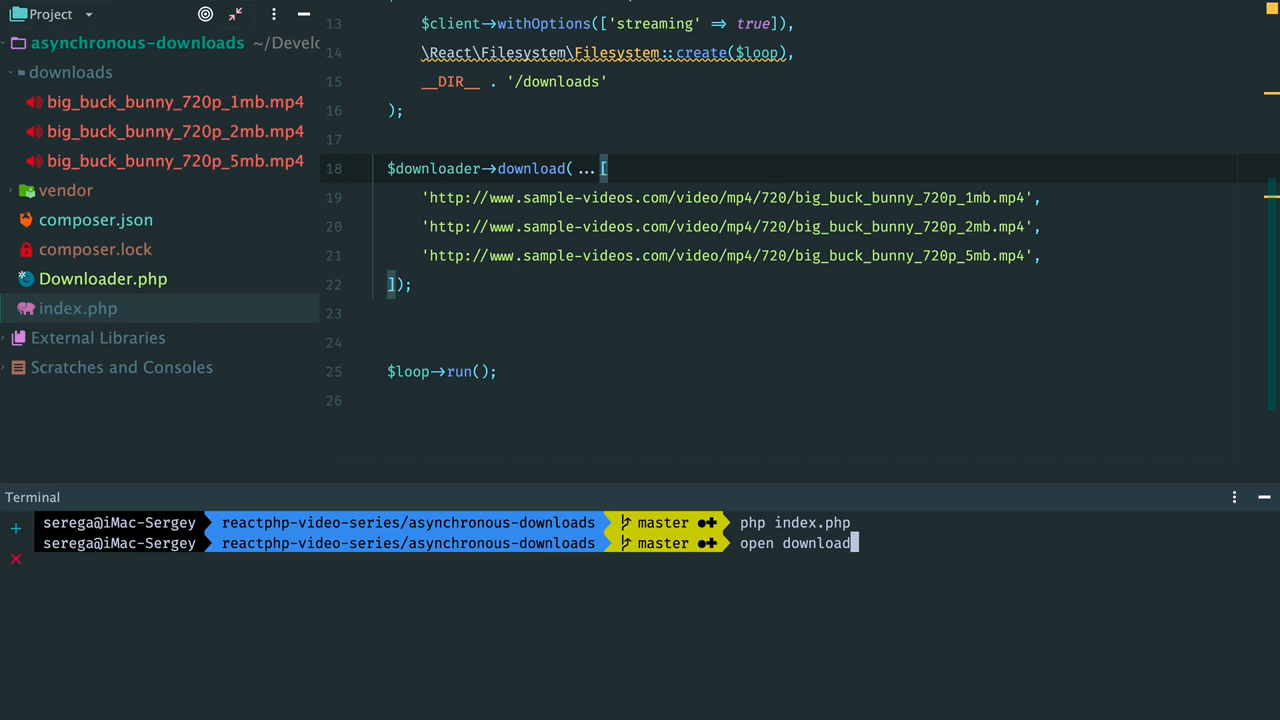 Project
asynchronous-downloads ~/Develo
downloads
big_buck_bunny_720p_1mb.mp4
big_buck_bunny_720p_2mb.mp4
big_buck_bunny_720p_5mb.mp4
vendor
composer.json
composer.lock
Downloader.php
index.php
External Libraries
Scratches and Consoles
13 $client->withOptions(['streaming' => true]),
14 \React\Filesystem\Filesystem::create($loop),
15 __DIR__ . '/downloads'
16 );
17
18 $downloader->download( ...[
19 'http://www.sample-videos.com/video/mp4/720/big_buck_bunny_720p_1mb.mp4',
20 'http://www.sample-videos.com/video/mp4/720/big_buck_bunny_720p_2mb.mp4',
21 'http://www.sample-videos.com/video/mp4/720/big_buck_bunny_720p_5mb.mp4',
22 ]);
23
24
25 $loop->run();
26
Terminal
serega@iMac-Sergey reactphp-video-series/asynchronous-downloads master ●✚ php index.php
serega@iMac-Sergey reactphp-video-series/asynchronous-downloads master ●✚ open download